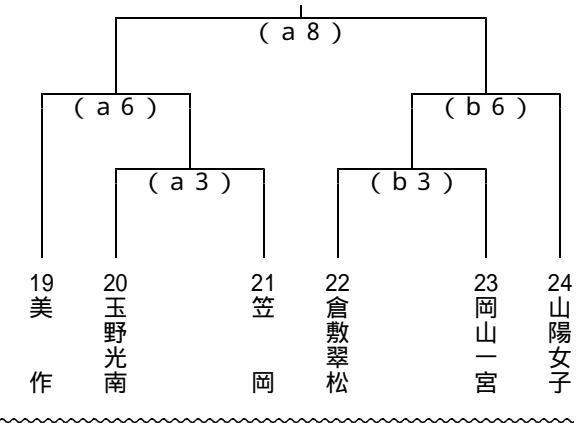 (a8)
(a6)
(b6)
(a3)
(b3)
19
美作
20
玉野光南
21
笠岡
22
倉敷翠松
23
岡山一宮
24
山陽女子